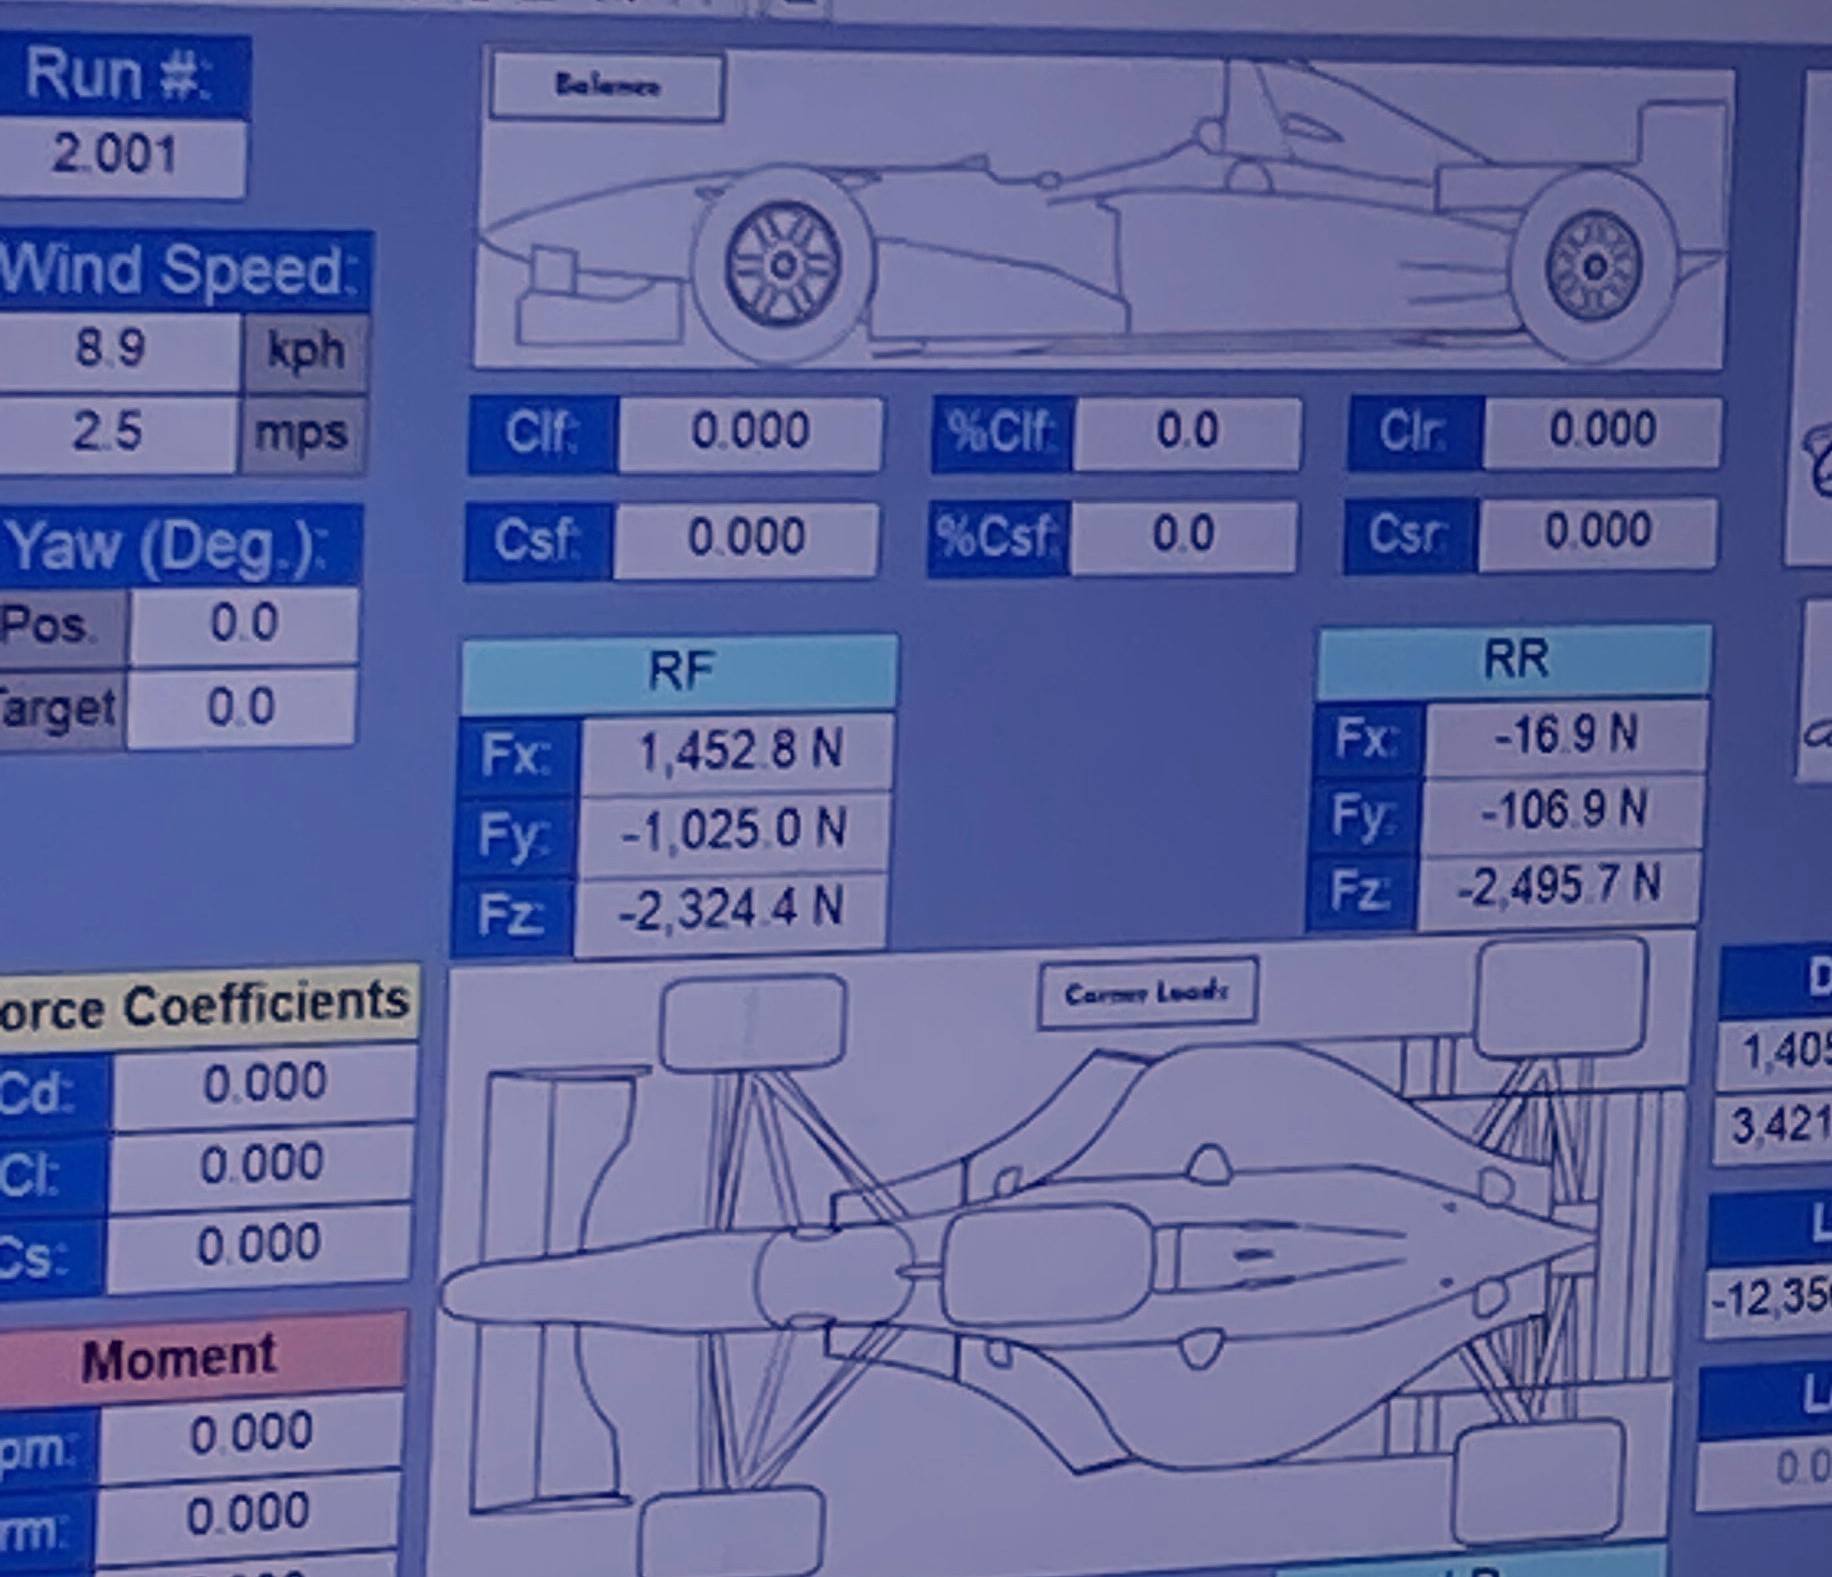 Run #:
2.001
Wind Speed:
8.9 kph
2.5 mps
Yaw (Deg.):
Pos. 0.0
Target 0.0
Balance
Clf: 0.000 %Clf: 0.0 Clr: 0.000
Csf: 0.000 %Csf: 0.0 Csr: 0.000
RF
Fx: 1,452.8 N
Fy: -1,025.0 N
Fz: -2,324.4 N
RR
Fx: -16.9 N
Fy: -106.9 N
Fz: -2,495.7 N
orce Coefficients
Cd: 0.000
Cl: 0.000
Cs: 0.000
Moment
pm: 0.000
rm: 0.000
Corner Loads
D
1,405
3,421
L
-12,350
L
0.0